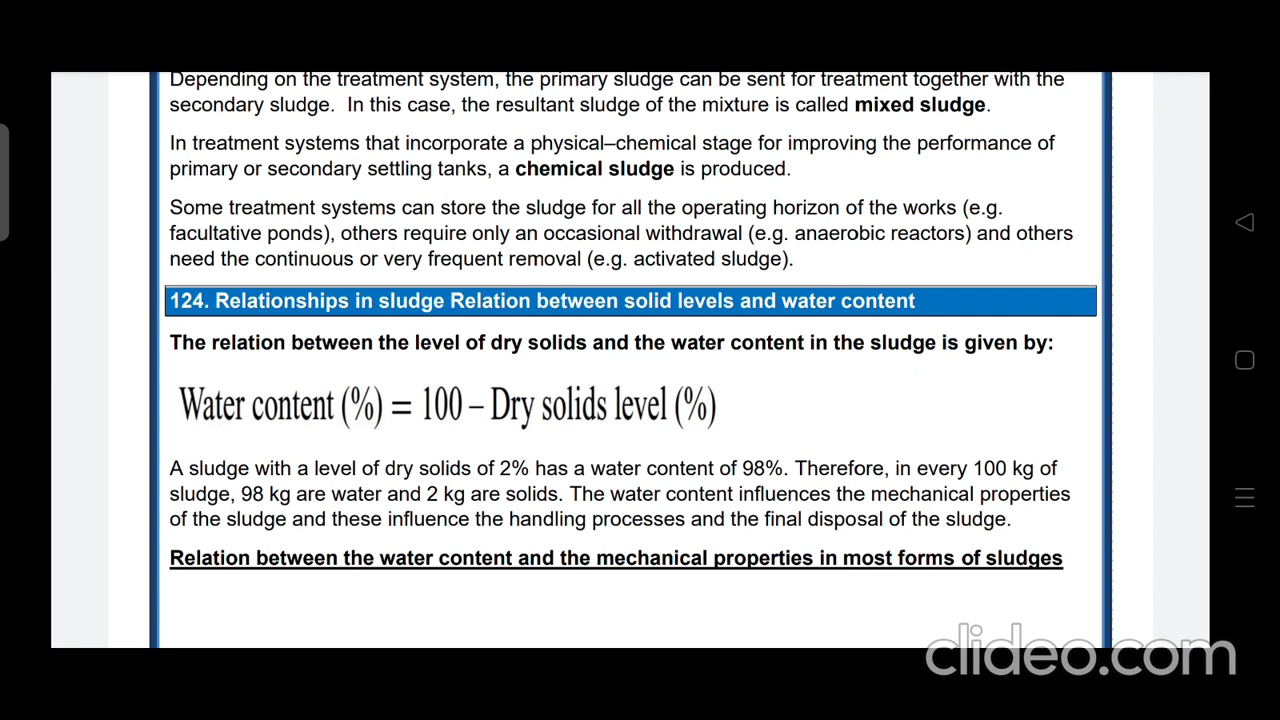 Depending on the treatment system, the primary sludge can be sent for treatment together with the
secondary sludge. In this case, the resultant sludge of the mixture is called mixed sludge.
In treatment systems that incorporate a physical–chemical stage for improving the performance of
primary or secondary settling tanks, a chemical sludge is produced.
Some treatment systems can store the sludge for all the operating horizon of the works (e.g.
facultative ponds), others require only an occasional withdrawal (e.g. anaerobic reactors) and others
need the continuous or very frequent removal (e.g. activated sludge).
124. Relationships in sludge Relation between solid levels and water content
The relation between the level of dry solids and the water content in the sludge is given by:
Water content (%) = 100 – Dry solids level (%)
A sludge with a level of dry solids of 2% has a water content of 98%. Therefore, in every 100 kg of
sludge, 98 kg are water and 2 kg are solids. The water content influences the mechanical properties
of the sludge and these influence the handling processes and the final disposal of the sludge.
Relation between the water content and the mechanical properties in most forms of sludges
clideo.com